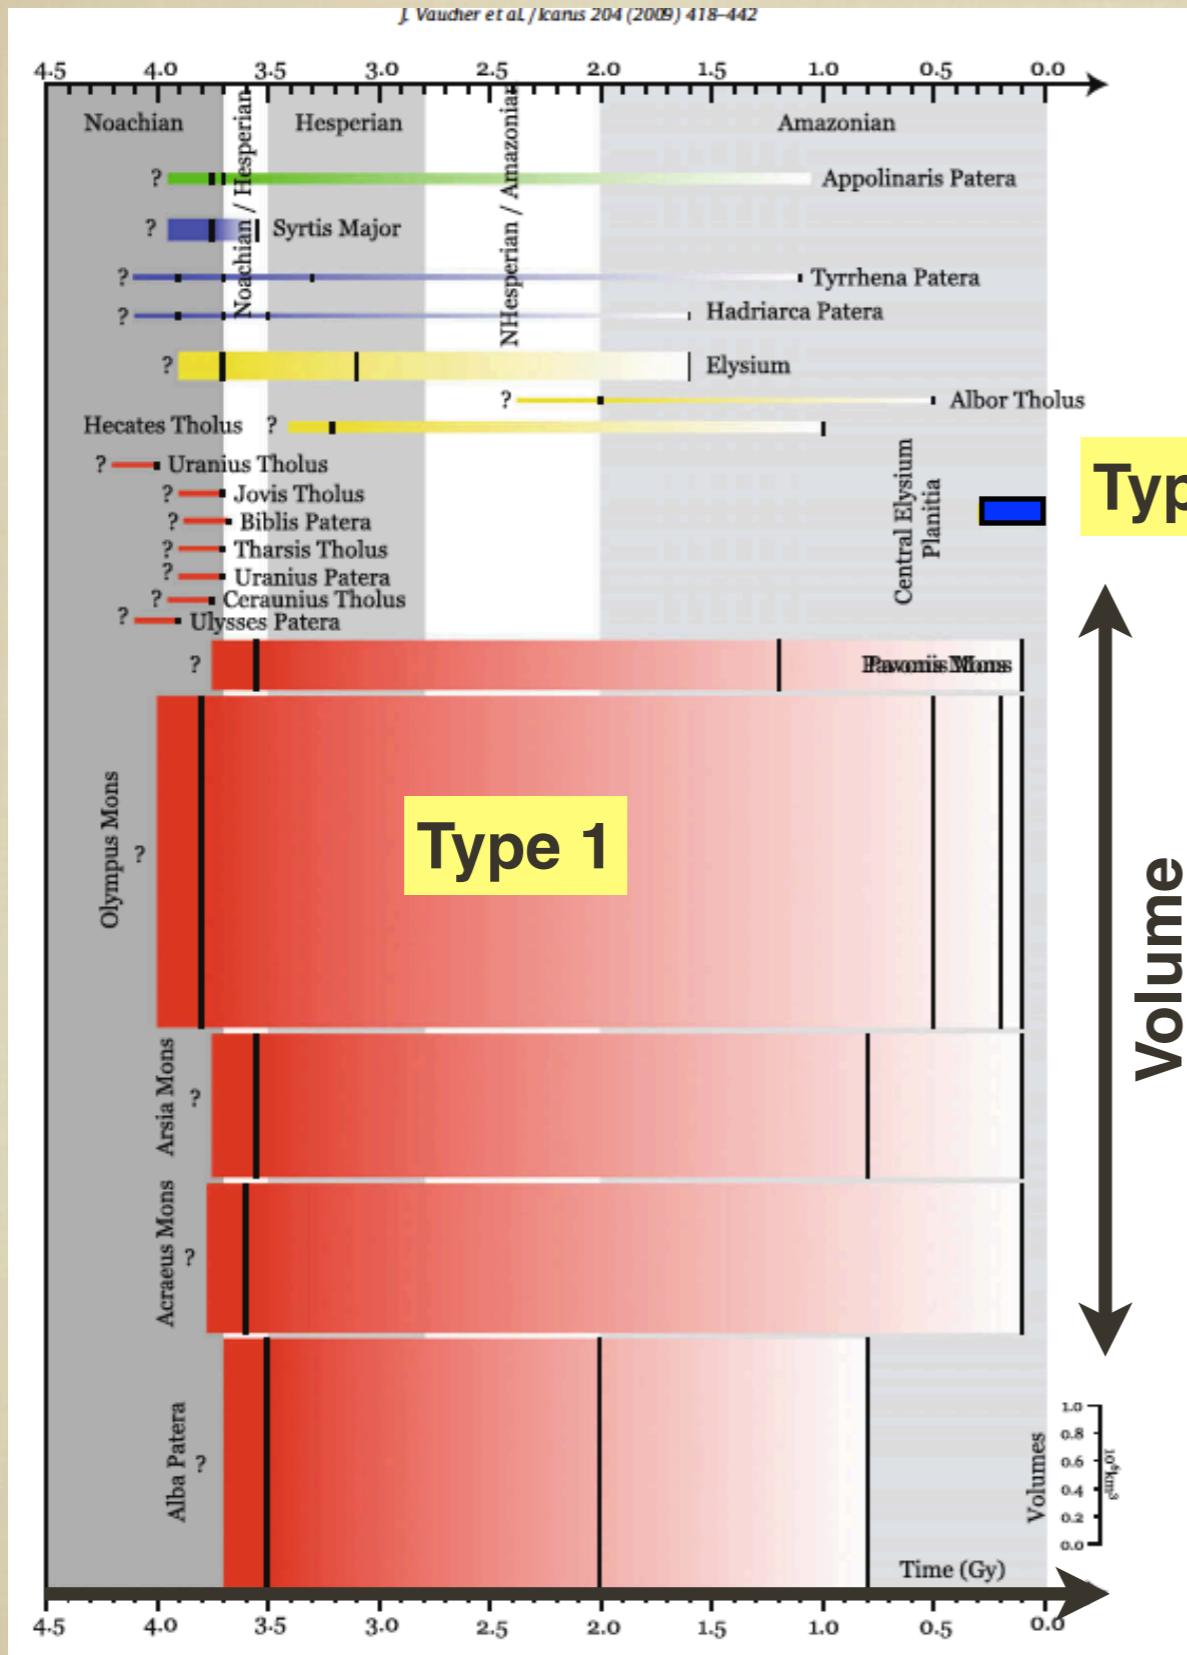 J. Vaucher et al. / Icarus 204 (2009) 418–442
4.5 4.0 3.5 3.0 2.5 2.0 1.5 1.0 0.5 0.0
Noachian
Noachian / Hesperian
Hesperian
NHesperian / Amazonian
Amazonian
? Appolinaris Patera
? Syrtis Major
? Tyrrhena Patera
? Hadriarca Patera
? Elysium
? Albor Tholus
Hecates Tholus ?
? Uranius Tholus
? Jovis Tholus
? Biblis Patera
? Tharsis Tholus
? Uranius Patera
? Ceraunius Tholus
? Ulysses Patera
Central Elysium
Planitia
Typ
? Mons
Olympus Mons
?
Type 1
Volume
Arsia Mons
?
Acraeus Mons
?
Alba Patera
?
Volumes
1.0
0.8
0.6
0.4
0.2
0.0
10⁶km³
Time (Gy)
4.5 4.0 3.5 3.0 2.5 2.0 1.5 1.0 0.5 0.0